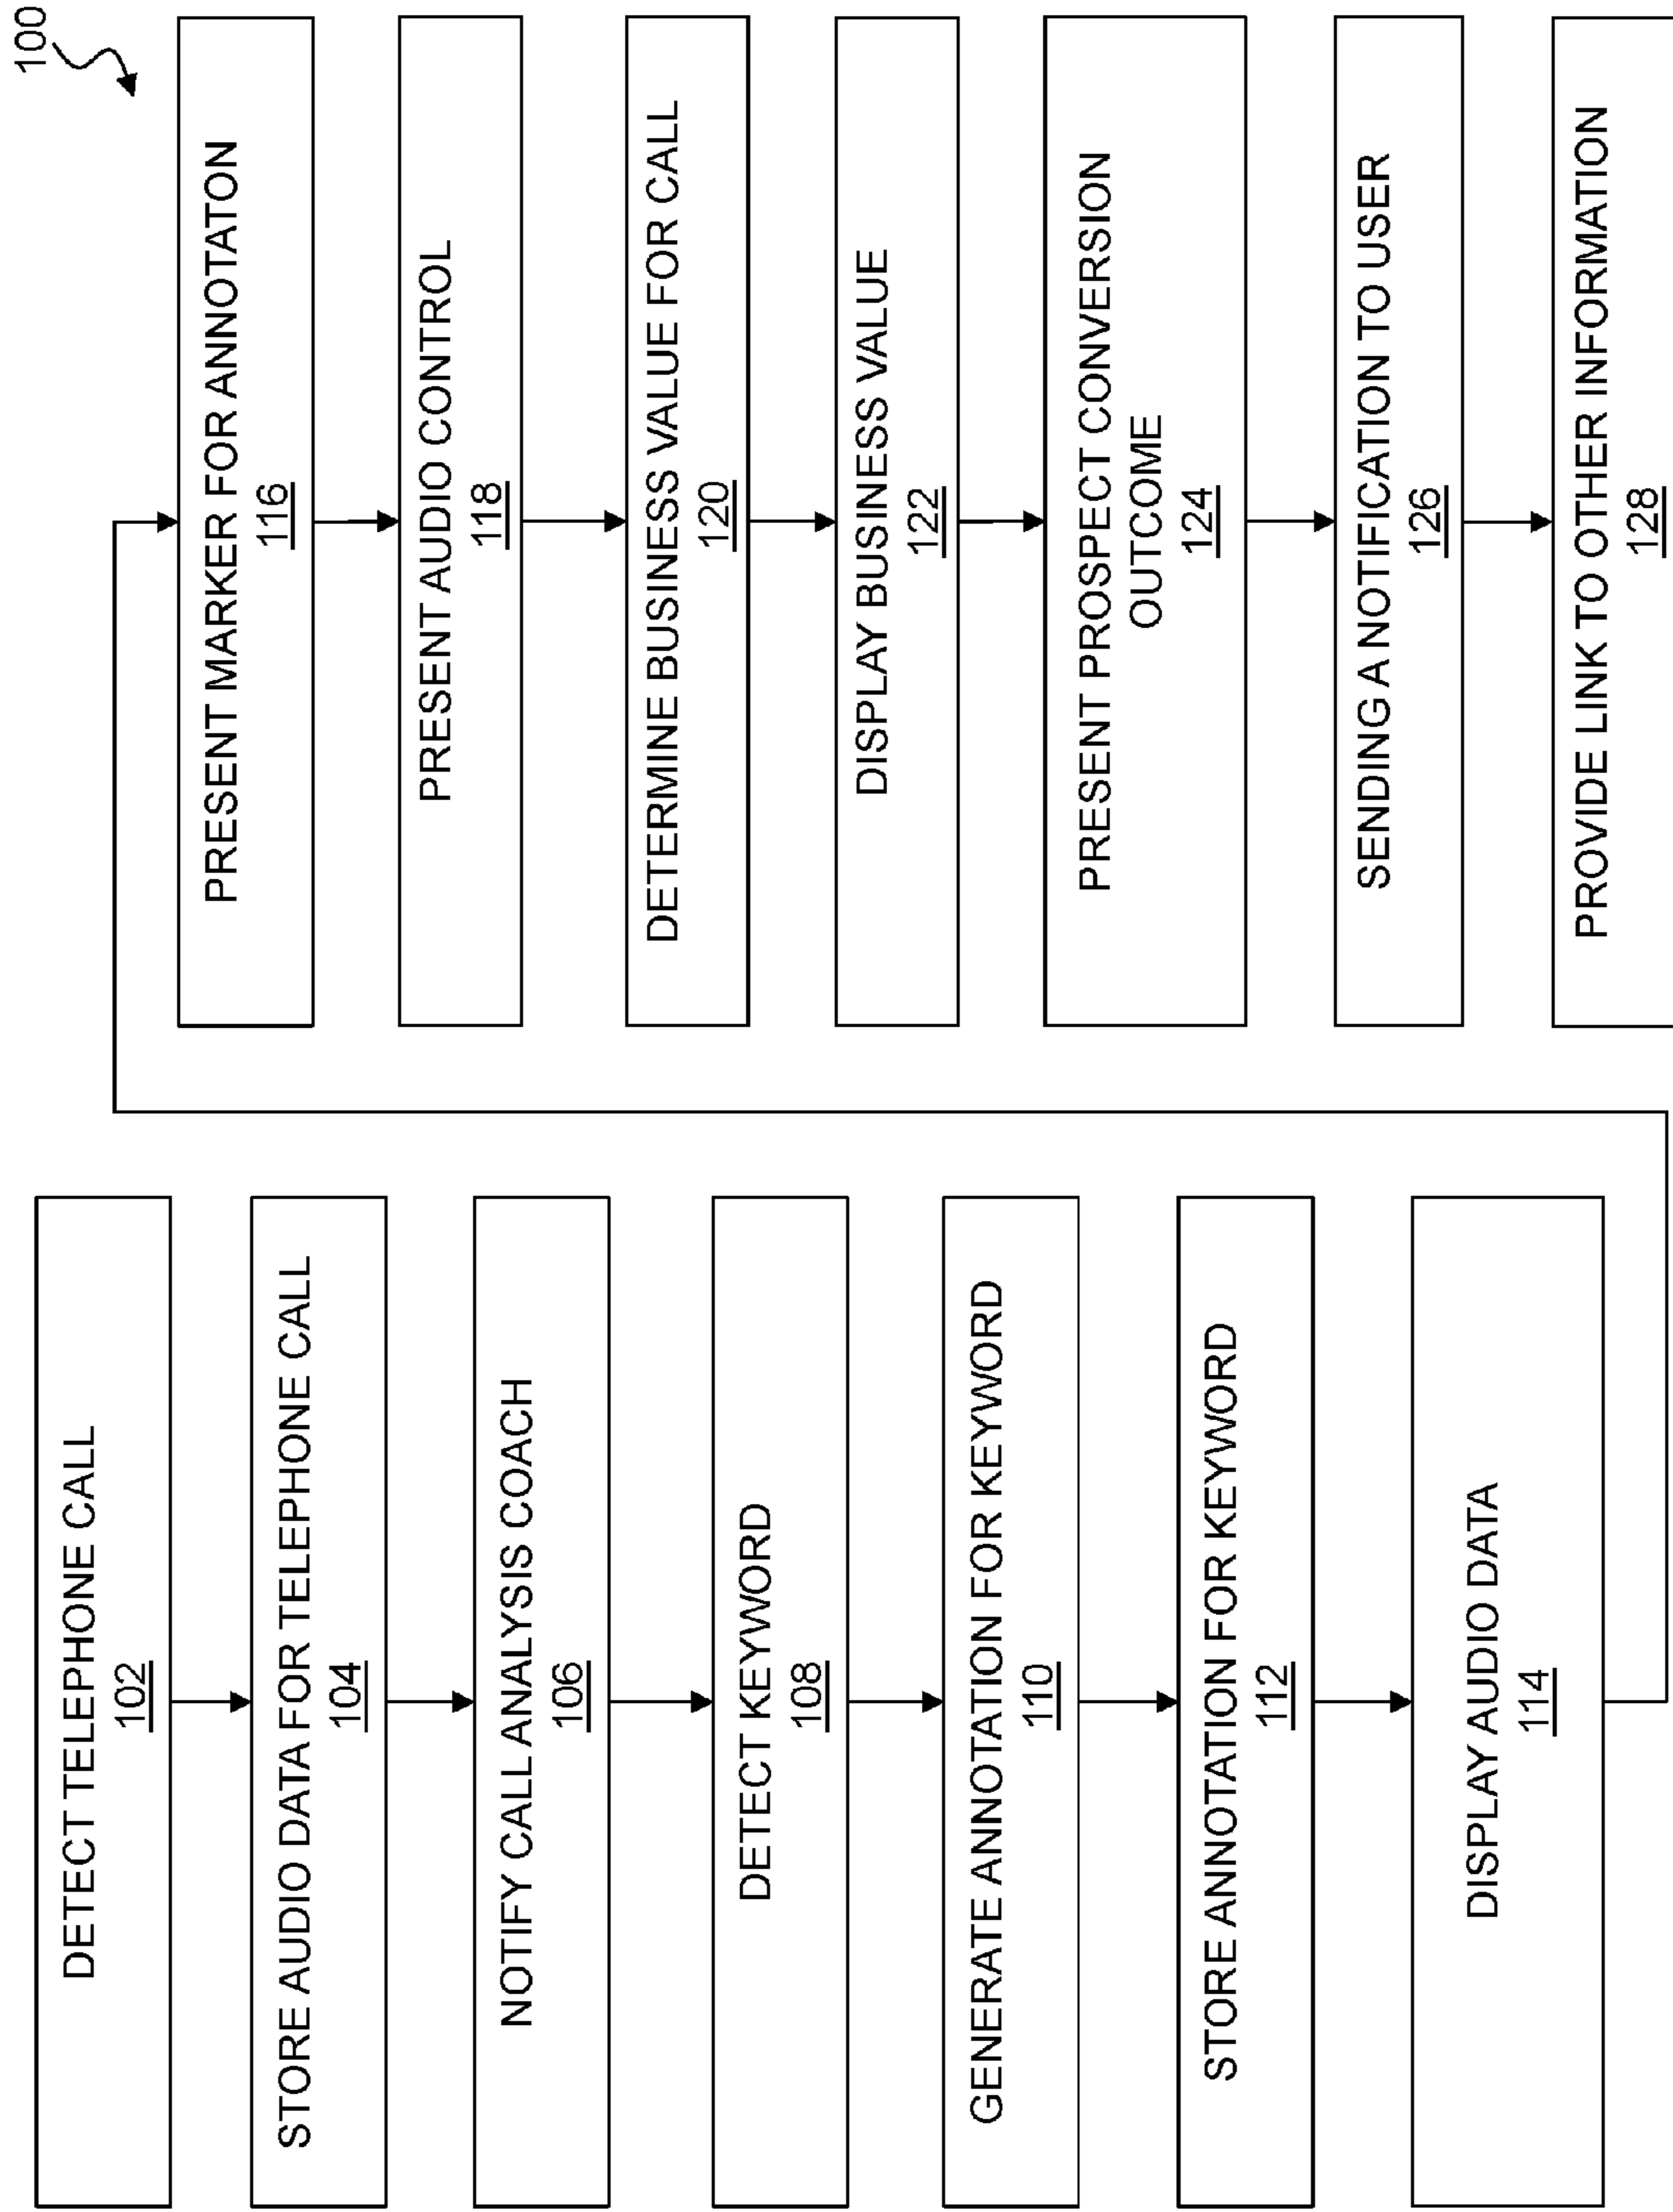 100
DETECT TELEPHONE CALL
102
STORE AUDIO DATA FOR TELEPHONE CALL
104
NOTIFY CALL ANALYSIS COACH
106
DETECT KEYWORD
108
GENERATE ANNOTATION FOR KEYWORD
110
STORE ANNOTATION FOR KEYWORD
112
DISPLAY AUDIO DATA
114
PRESENT MARKER FOR ANNOTATON
116
PRESENT AUDIO CONTROL
118
DETERMINE BUSINESS VALUE FOR CALL
120
DISPLAY BUSINESS VALUE
122
PRESENT PROSPECT CONVERSION
OUTCOME
124
SENDING A NOTIFICATION TO USER
126
PROVIDE LINK TO OTHER INFORMATION
128